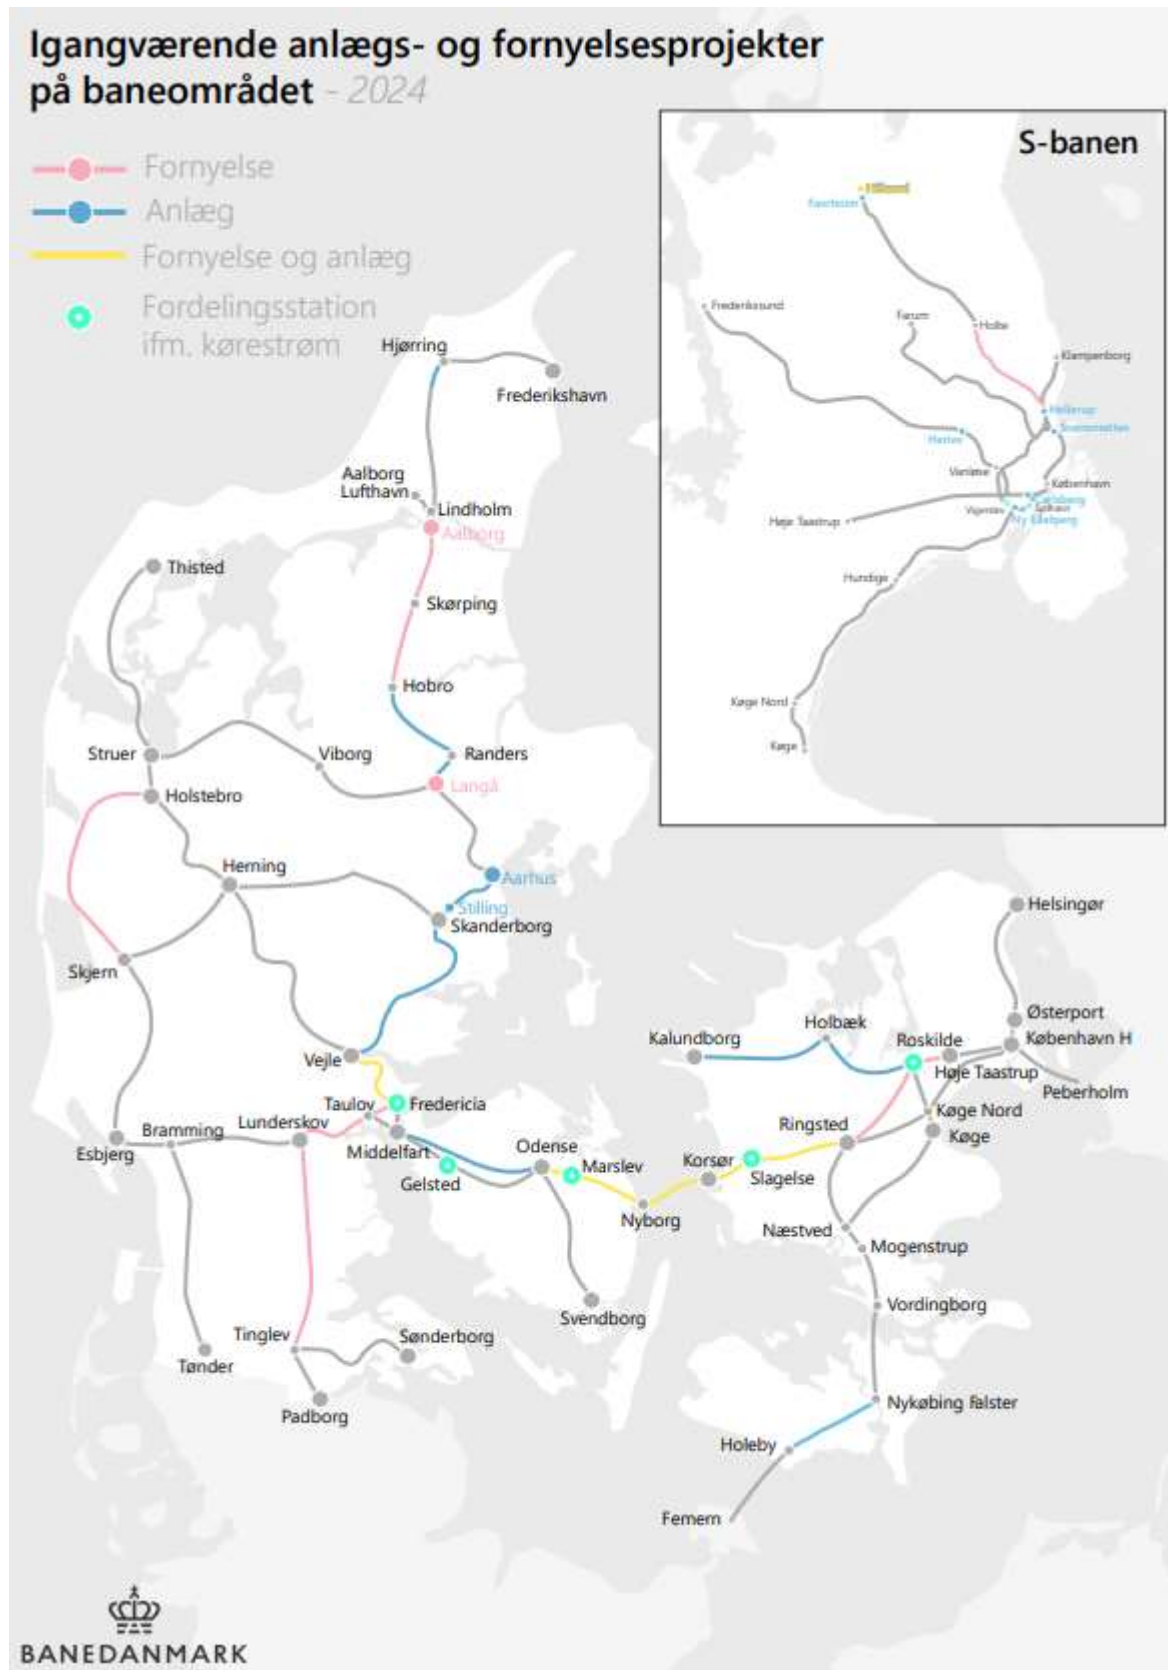 Igangværende anlægs- og fornyelsesprojekter
på baneområdet - 2024
Fornyelse
Anlæg
Fornyelse og anlæg
Fordelingsstation
ifm. kørestrøm
S-banen
Hillerød
Favrholm
Frederikssund
Farum
Holte
Klampenborg
Hellerup
Svanemøllen
Herlev
Vanløse
København
Carlsberg
Vigerslev
Ny Ellebjerg
Høje Taastrup
Hundige
Køge Nord
Køge
Hjørring
Frederikshavn
Aalborg
Lufthavn
Lindholm
Aalborg
Thisted
Skørping
Hobro
Struer
Viborg
Randers
Langå
Holstebro
Herning
Aarhus
Stilling
Skanderborg
Skjern
Vejle
Taulov
Fredericia
Lunderskov
Bramming
Esbjerg
Middelfart
Gelsted
Odense
Marslev
Nyborg
Svendborg
Tinglev
Sønderborg
Tønder
Padborg
Helsingør
Østerport
København H
Kalundborg
Holbæk
Roskilde
Høje Taastrup
Peberholm
Køge Nord
Køge
Ringsted
Korsør
Slagelse
Næstved
Mogenstrup
Vordingborg
Nykøbing Falster
Holeby
Femern
BANEDANMARK